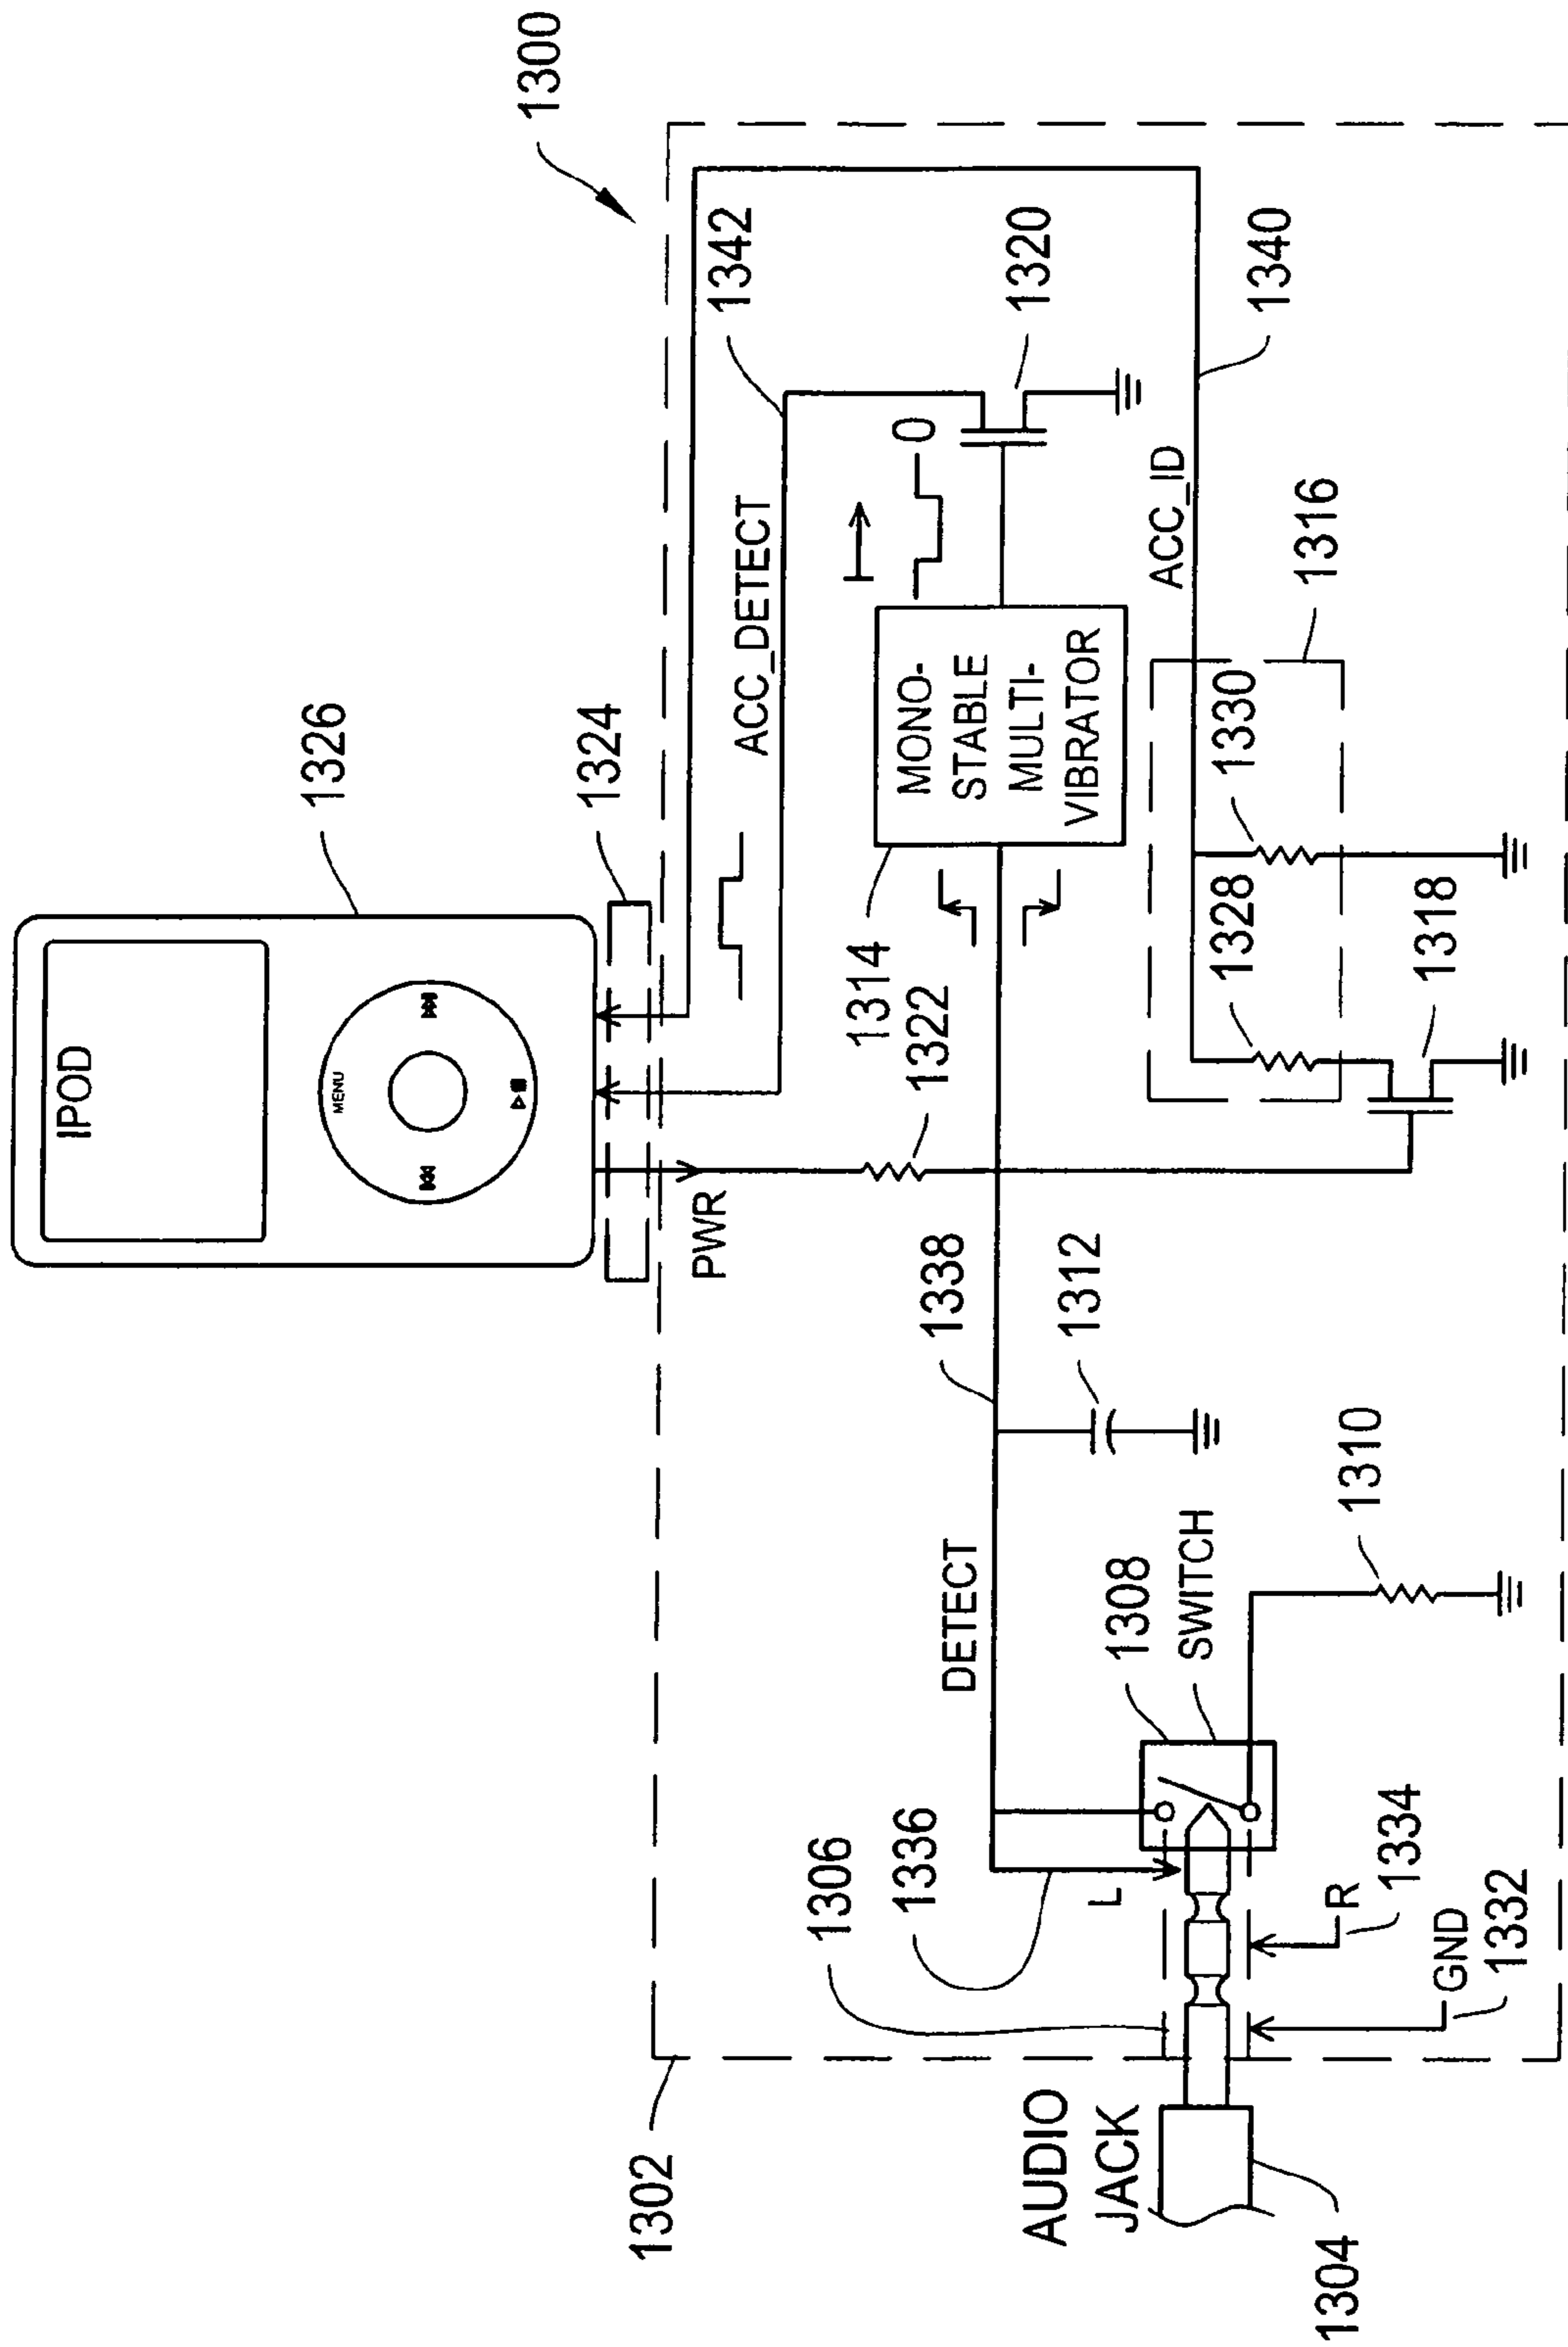 1300
1326
IPOD
MENU
1324
PWR
ACC_DETECT
1342
1302
DETECT
1338
1322
1314
MONO-
STABLE
MULTI-
VIBRATOR
0
1320
1312
ACC_ID
1340
1306
1336
1308
SWITCH
1328
1330
1316
AUDIO
JACK
L
R
1334
GND
1332
1310
1318
1304